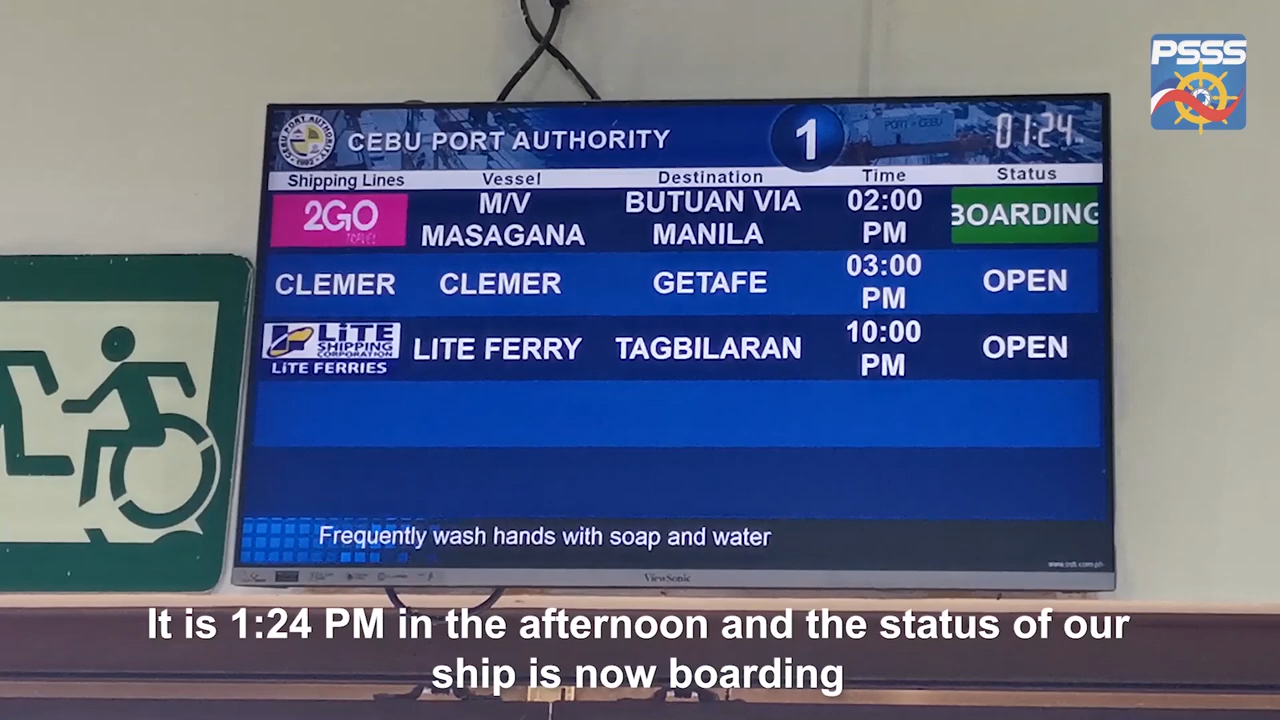 PSSS
CEBU PORT AUTHORITY 1 01:24
Shipping Lines Vessel Destination Time Status
2GO TRAVEL M/V MASAGANA BUTUAN VIA MANILA 02:00 PM BOARDING
CLEMER CLEMER GETAFE 03:00 PM OPEN
LiTE SHIPPING CORPORATION LiTE FERRIES LITE FERRY TAGBILARAN 10:00 PM OPEN
Frequently wash hands with soap and water
ViewSonic
It is 1:24 PM in the afternoon and the status of our
ship is now boarding